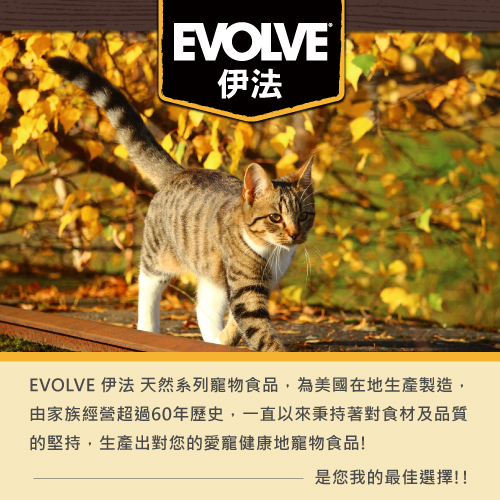 EVOLVE®
伊法
EVOLVE 伊法 天然系列寵物食品，為美國在地生產製造，
由家族經營超過60年歷史，一直以來秉持著對食材及品質
的堅持，生產出對您的愛寵健康地寵物食品!
是您我的最佳選擇!!